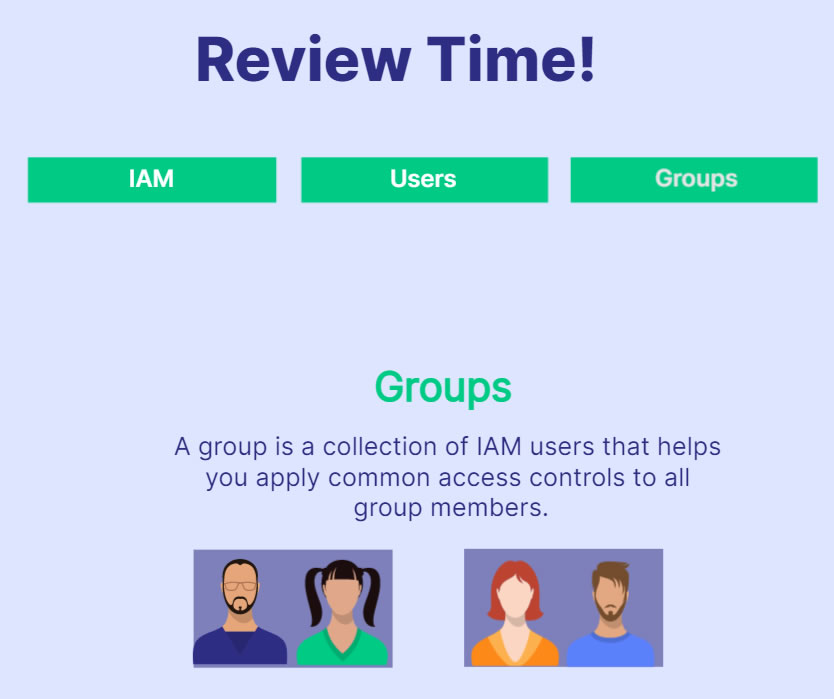 Review Time!
IAM
Users
Groups
Groups
A group is a collection of IAM users that helps
you apply common access controls to all
group members.